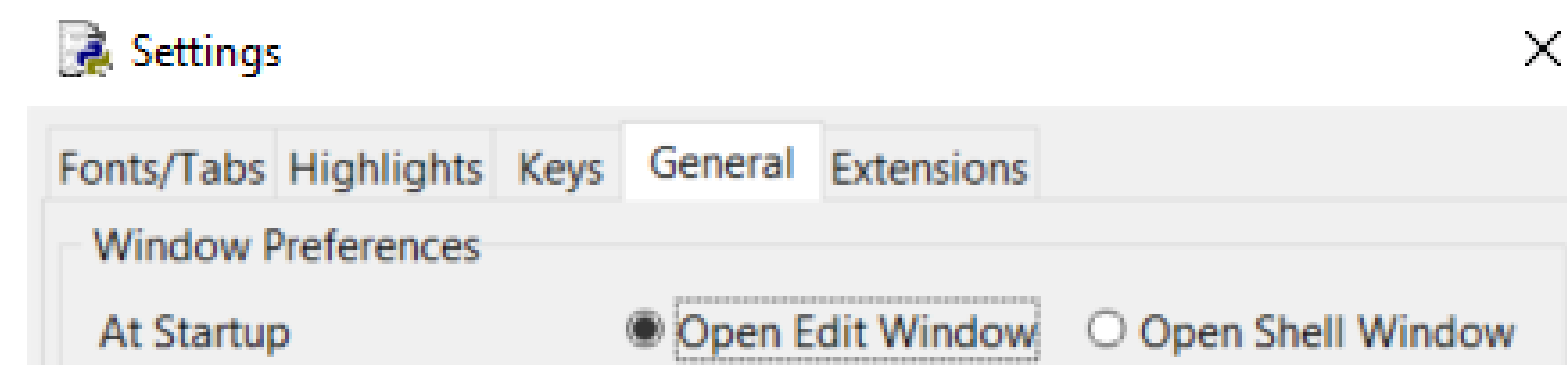 Settings
Fonts/Tabs Highlights Keys General Extensions
Window Preferences
At Startup Open Edit Window Open Shell Window